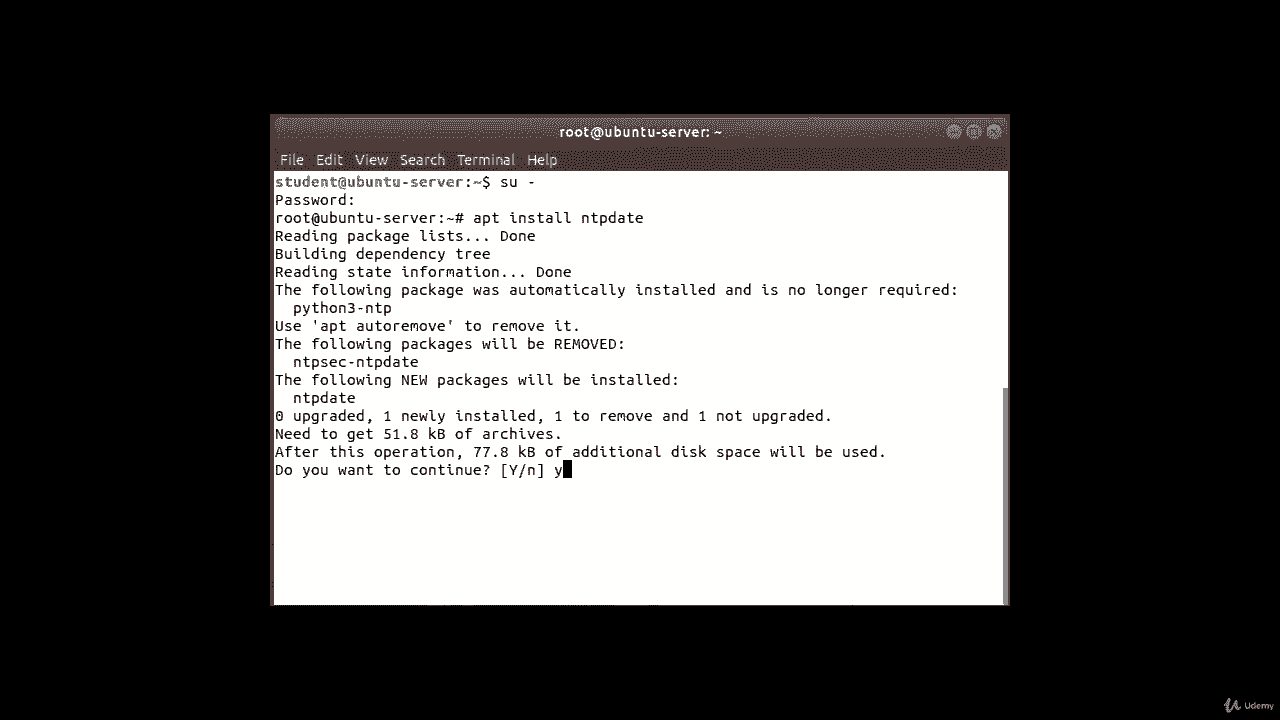 root@ubuntu-server: ~
File Edit View Search Terminal Help
student@ubuntu-server:~$ su -
Password:
root@ubuntu-server:~# apt install ntpdate
Reading package lists... Done
Building dependency tree
Reading state information... Done
The following package was automatically installed and is no longer required:
  python3-ntp
Use 'apt autoremove' to remove it.
The following packages will be REMOVED:
  ntpsec-ntpdate
The following NEW packages will be installed:
  ntpdate
0 upgraded, 1 newly installed, 1 to remove and 1 not upgraded.
Need to get 51.8 kB of archives.
After this operation, 77.8 kB of additional disk space will be used.
Do you want to continue? [Y/n] y
Udemy